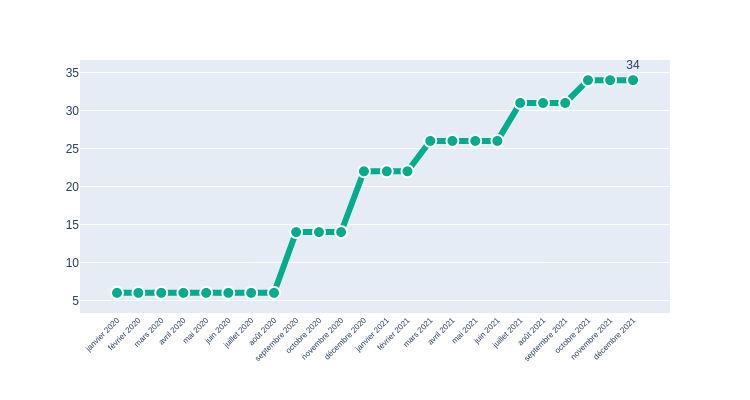 34
35
30
25
20
15
10
5
janvier 2020
février 2020
mars 2020
avril 2020
mai 2020
juin 2020
juillet 2020
août 2020
septembre 2020
octobre 2020
novembre 2020
décembre 2020
janvier 2021
février 2021
mars 2021
avril 2021
mai 2021
juin 2021
juillet 2021
août 2021
septembre 2021
octobre 2021
novembre 2021
décembre 2021